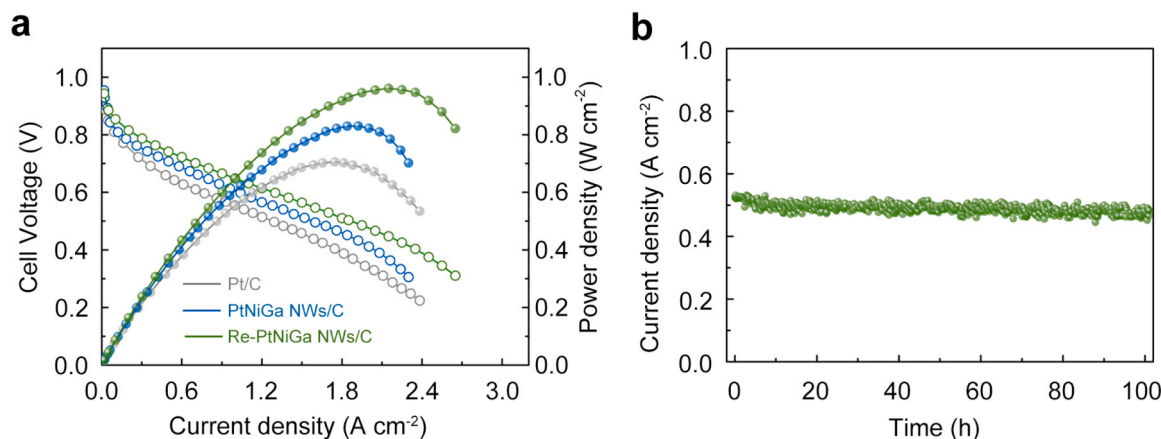 a
Cell Voltage (V)
1.0
0.8
0.6
0.4
0.2
0.0
0.0 0.6 1.2 1.8 2.4 3.0
Current density (A cm⁻²)
1.0
0.8
0.6
0.4
0.2
0.0
Power density (W cm⁻²)
Pt/C
PtNiGa NWs/C
Re-PtNiGa NWs/C
b
Current density (A cm⁻²)
1.0
0.8
0.6
0.4
0.2
0.0
0 20 40 60 80 100
Time (h)